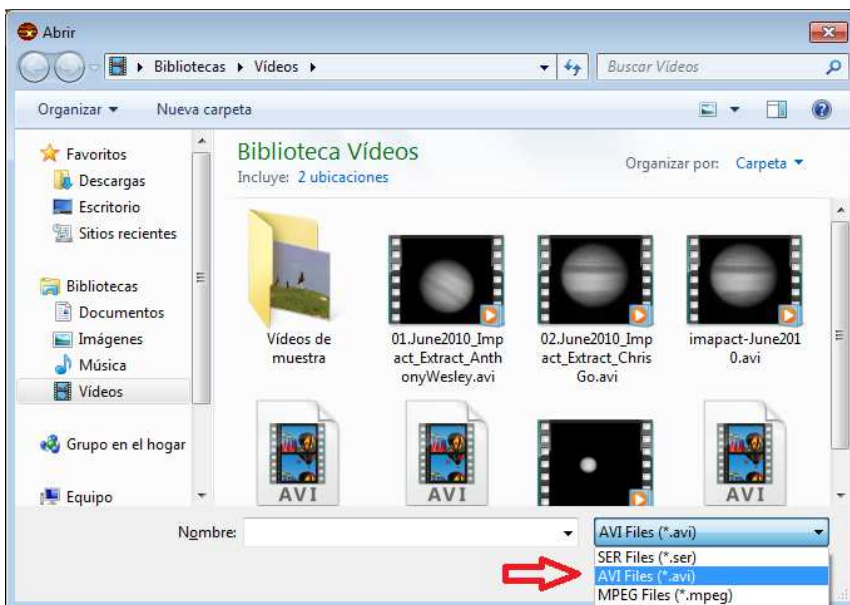 Abrir
Bibliotecas
Vídeos
Buscar Vídeos
Organizar
Nueva carpeta
Favoritos
Descargas
Escritorio
Sitios recientes
Bibliotecas
Documentos
Imágenes
Música
Vídeos
Grupo en el hogar
Equipo
Biblioteca Vídeos
Incluye: 2 ubicaciones
Organizar por: Carpeta
Vídeos de
muestra
01.June2010_Imp
act_Extract_Anth
onyWesley.avi
02.June2010_Imp
act_Extract_Chris
Go.avi
imapact-June201
0.avi
AVI
AVI
AVI
Nombre:
AVI Files (*.avi)
SER Files (*.ser)
AVI Files (*.avi)
MPEG Files (*.mpeg)